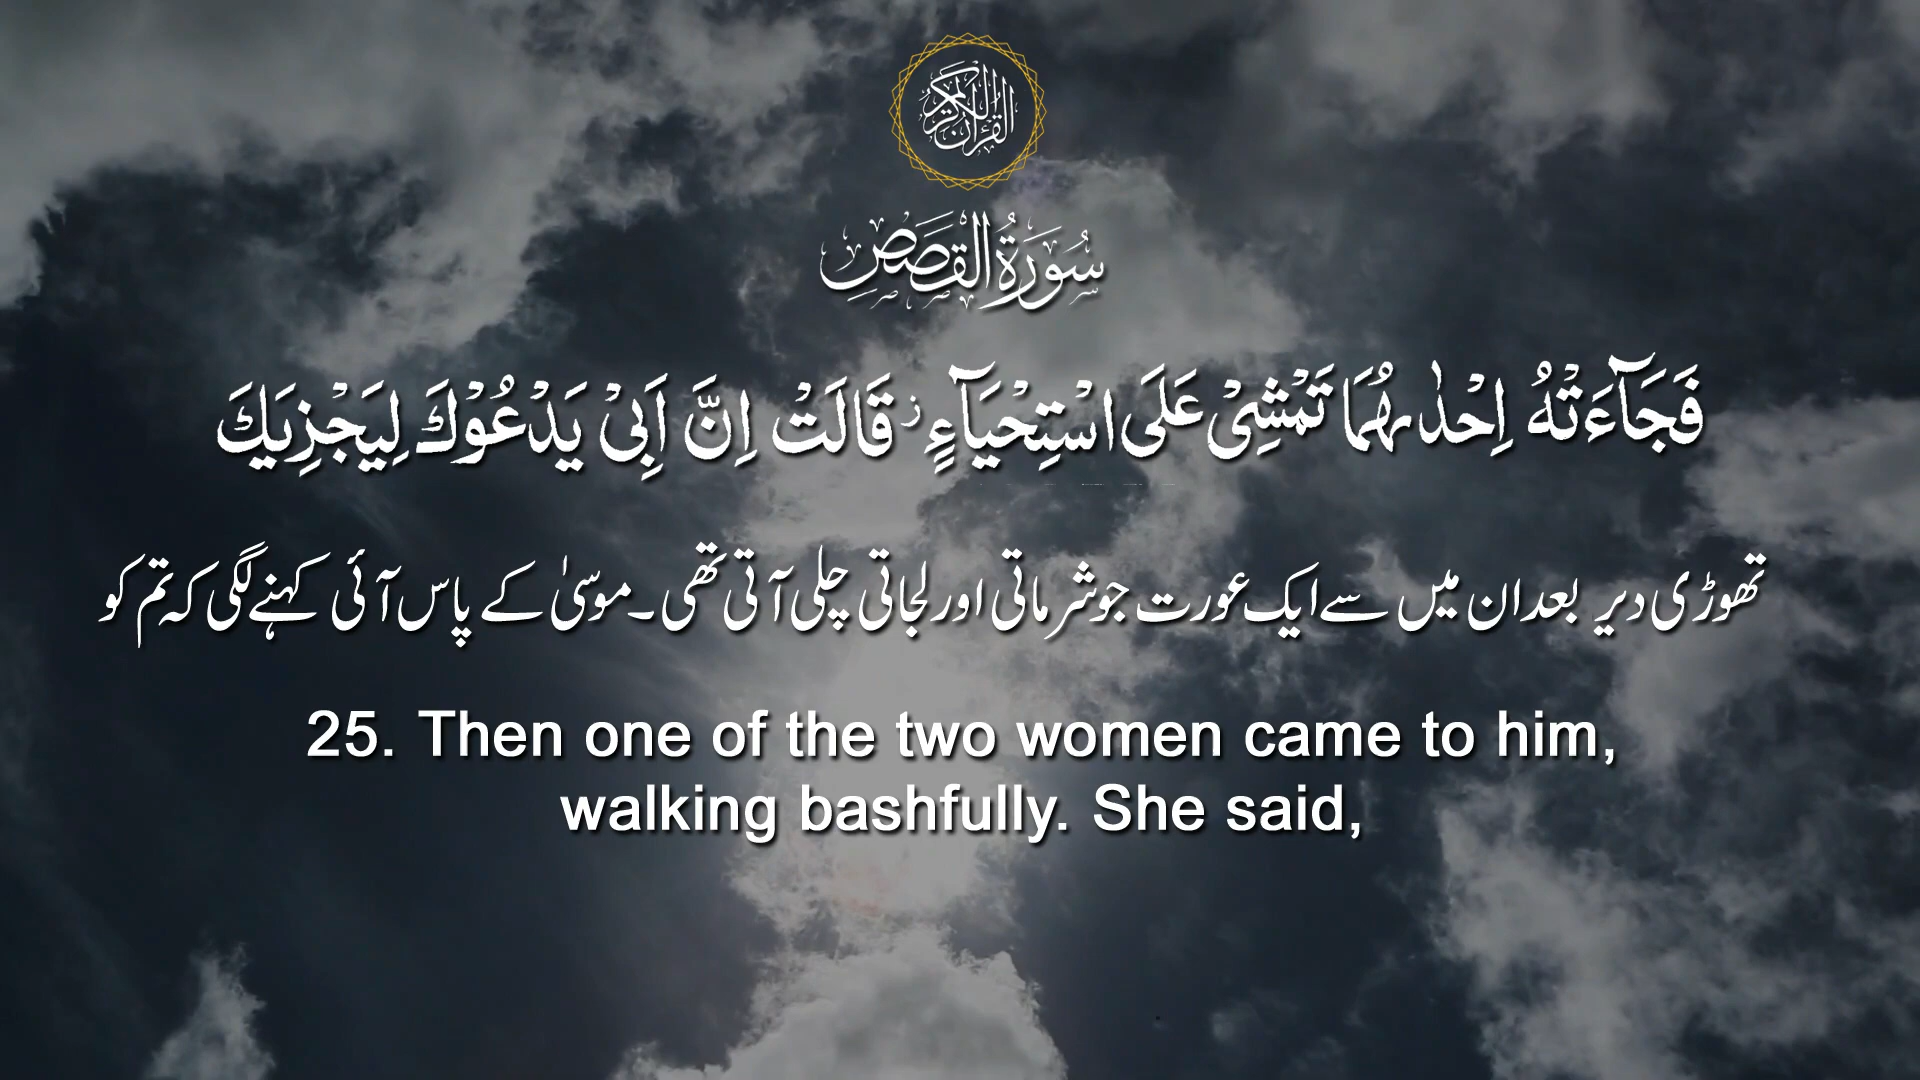 القرآن الكريم
سُورَةُ القَصَصِ
فَجَآءَتْهُ اِحْدٰىهُمَا تَمْشِىْ عَلَى اسْتِحْيَآءٍ ز قَالَتْ اِنَّ اَبِىْ يَدْعُوْكَ لِيَجْزِيَكَ
تھوڑی دیر بعد ان میں سے ایک عورت جو شرماتی اور لجاتی چلی آتی تھی۔ موسیٰ کے پاس آئی کہنے لگی کہ تم کو
25. Then one of the two women came to him,
walking bashfully. She said,